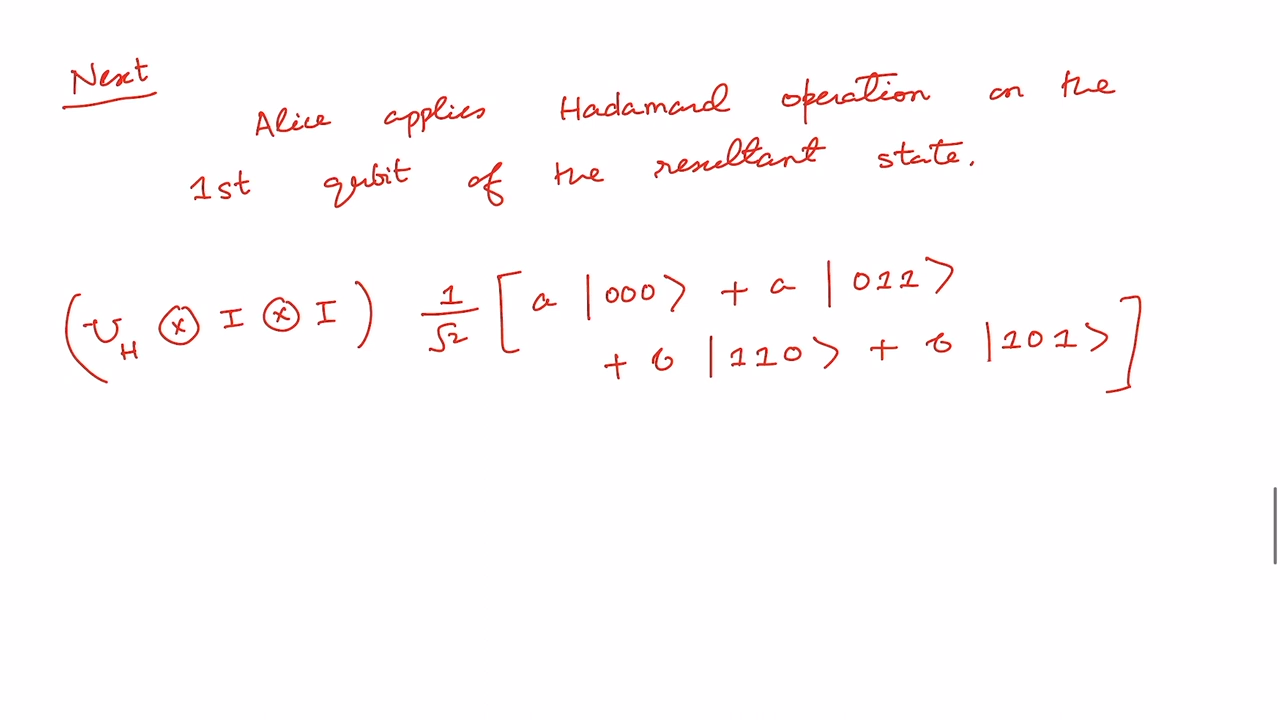 Next
Alice applies Hadamard operation on the
1st qubit of the resultant state.
(U_H ⊗ I ⊗ I) 1/√2 [ a |000⟩ + a |011⟩
+ b |110⟩ + b |101⟩ ]